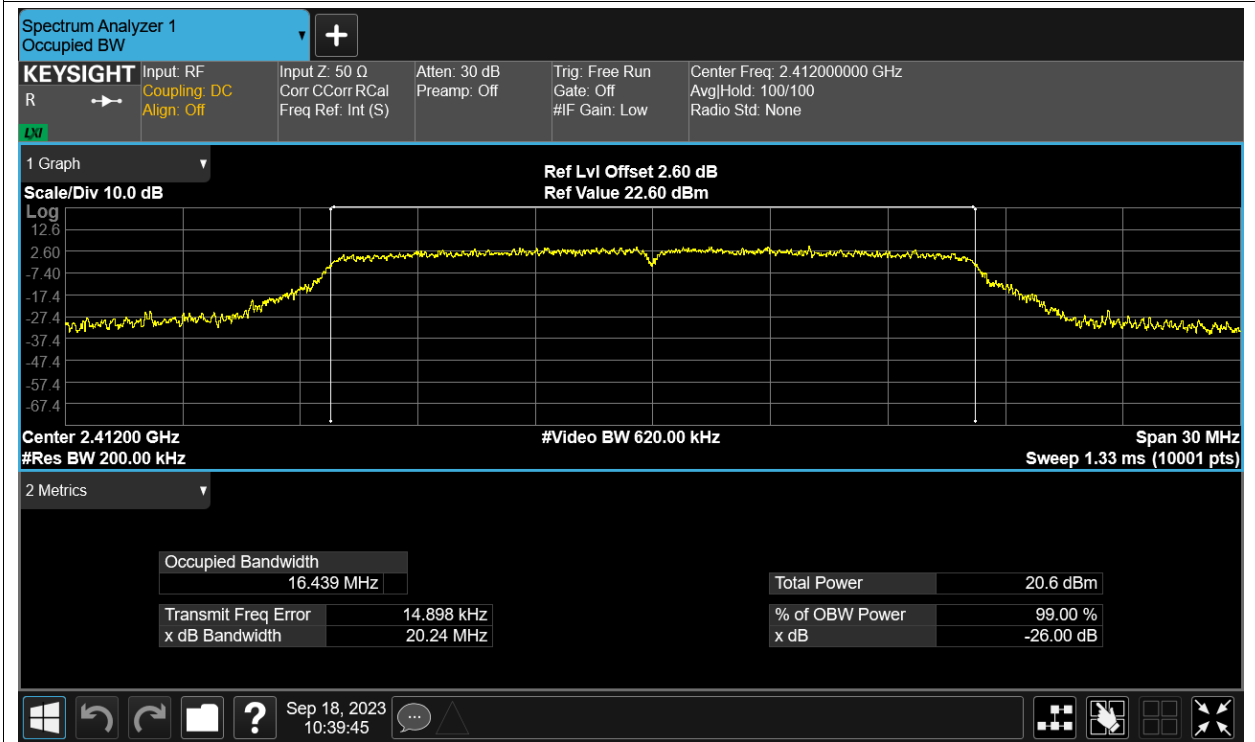 Spectrum Analyzer 1
Occupied BW
KEYSIGHT
R
LXI
Input: RF
Coupling: DC
Align: Off
Input Z: 50 Ω
Corr CCorr RCal
Freq Ref: Int (S)
Atten: 30 dB
Preamp: Off
Trig: Free Run
Gate: Off
#IF Gain: Low
Center Freq: 2.412000000 GHz
Avg|Hold: 100/100
Radio Std: None
1 Graph
Scale/Div 10.0 dB
Ref Lvl Offset 2.60 dB
Ref Value 22.60 dBm
Log
12.6
2.60
-7.40
-17.4
-27.4
-37.4
-47.4
-57.4
-67.4
Center 2.41200 GHz
#Res BW 200.00 kHz
#Video BW 620.00 kHz
Span 30 MHz
Sweep 1.33 ms (10001 pts)
2 Metrics
Occupied Bandwidth
16.439 MHz
Transmit Freq Error 14.898 kHz
x dB Bandwidth 20.24 MHz
Total Power 20.6 dBm
% of OBW Power 99.00 %
x dB -26.00 dB
?
Sep 18, 2023
10:39:45